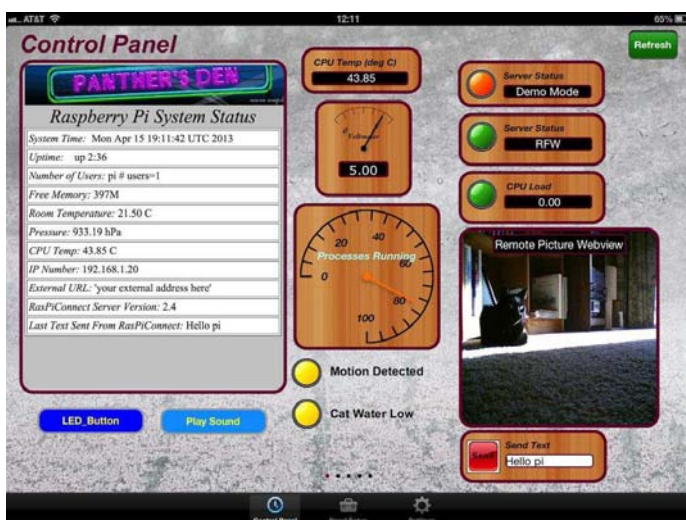 AT&T
12:11
65%
Control Panel
Refresh
PANTHER'S DEN
Raspberry Pi System Status
System Time: Mon Apr 15 19:11:42 UTC 2013
Uptime: up 2:36
Number of Users: pi # users=1
Free Memory: 397M
Room Temperature: 21.50 C
Pressure: 933.19 hPa
CPU Temp: 43.85 C
IP Number: 192.168.1.20
External URL: 'your external address here'
RasPiConnect Server Version: 2.4
Last Text Sent From RasPiConnect: Hello pi
LED_Button
Play Sound
CPU Temp (deg C)
43.85
Voltmeter
5.00
0 20 40 60 80 100
Processes Running
Motion Detected
Cat Water Low
Server Status
Demo Mode
Server Status
RFW
CPU Load
0.00
Remote Picture Webview
Send Text
Send!
Hello pi
Control Panel